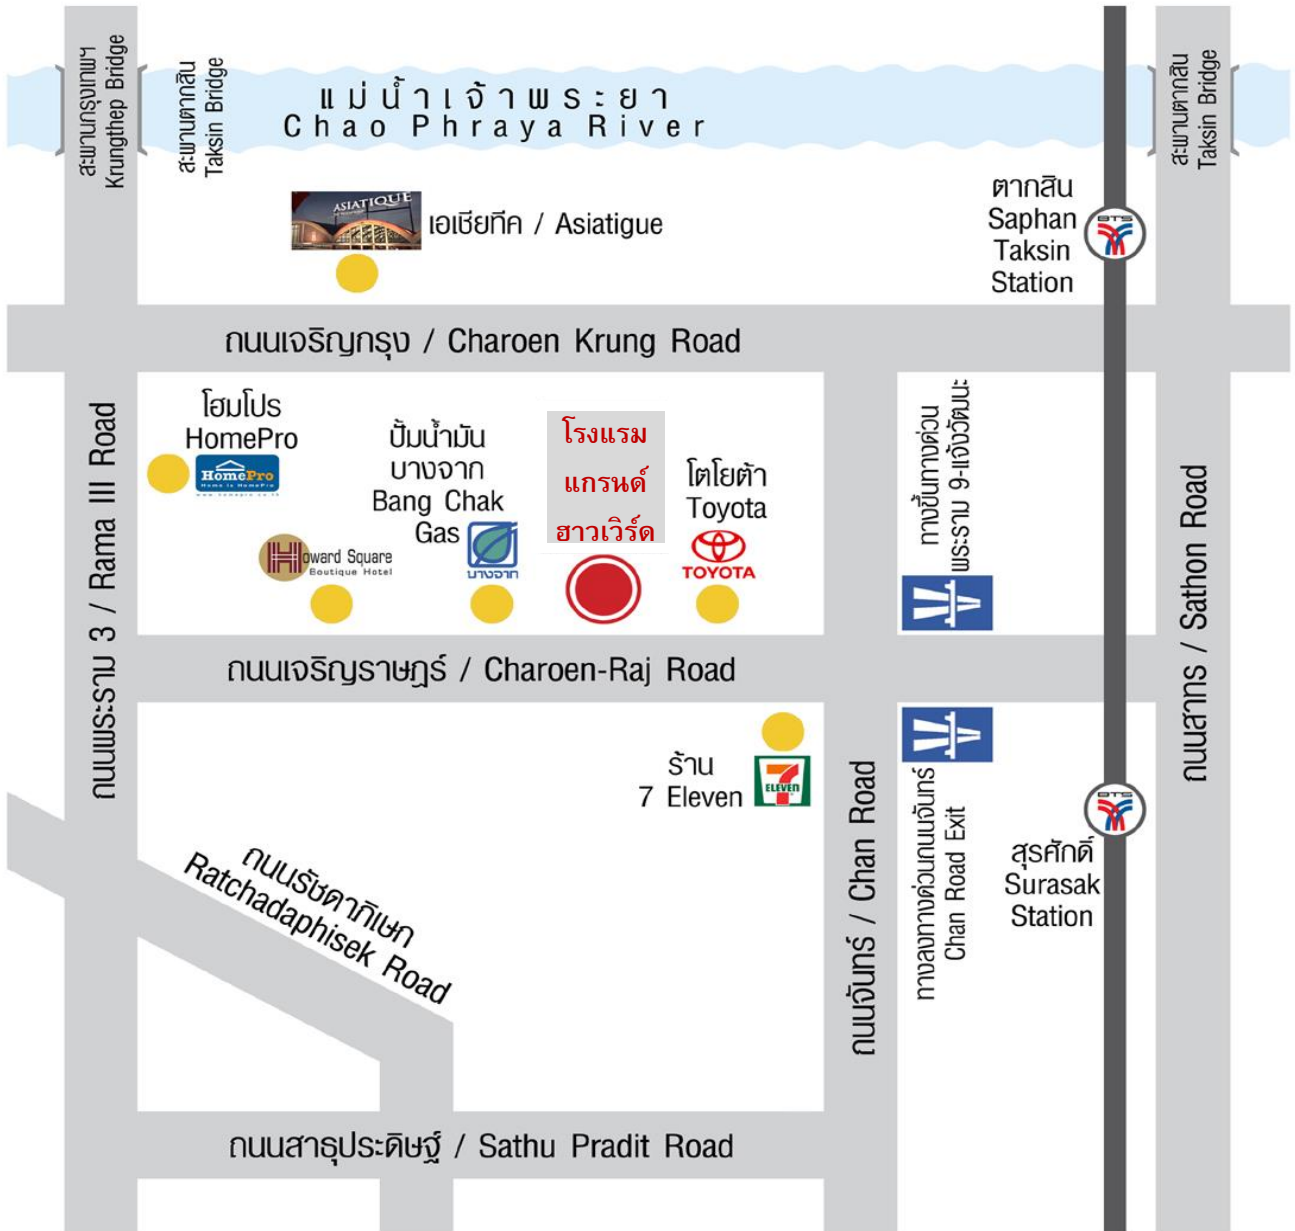 สะพานกรุงเทพฯ
Krungthep Bridge
สะพานตากสิน
Taksin Bridge
แม่น้ำเจ้าพระยา
Chao Phraya River
สะพานตากสิน
Taksin Bridge
ASIATIQUE
เอเชียทีค / Asiatigue
ตากสิน
Saphan
Taksin
Station
BTS
ถนนเจริญกรุง / Charoen Krung Road
ถนนพระราม 3 / Rama III Road
โฮมโปร
HomePro
HomePro
Home is HomePro
www.homepro.co.th
Howard Square
Boutique Hotel
ปั้มน้ำมัน
บางจาก
Bang Chak
Gas
บางจาก
โรงแรม
แกรนด์
ฮาวเวิร์ด
โตโยต้า
Toyota
TOYOTA
ทางขึ้นทางด่วน
พระราม 9-แจ้งวัฒนะ
ถนนสาทร / Sathon Road
ถนนเจริญราษฎร์ / Charoen-Raj Road
ร้าน
7 Eleven
7
ELEVEN
ถนนจันทร์ / Chan Road
ทางลงทางด่วนถนนจันทร์
Chan Road Exit
BTS
สุรศักดิ์
Surasak
Station
ถนนรัชดาภิเษก
Ratchadaphisek Road
ถนนสาธุประดิษฐ์ / Sathu Pradit Road